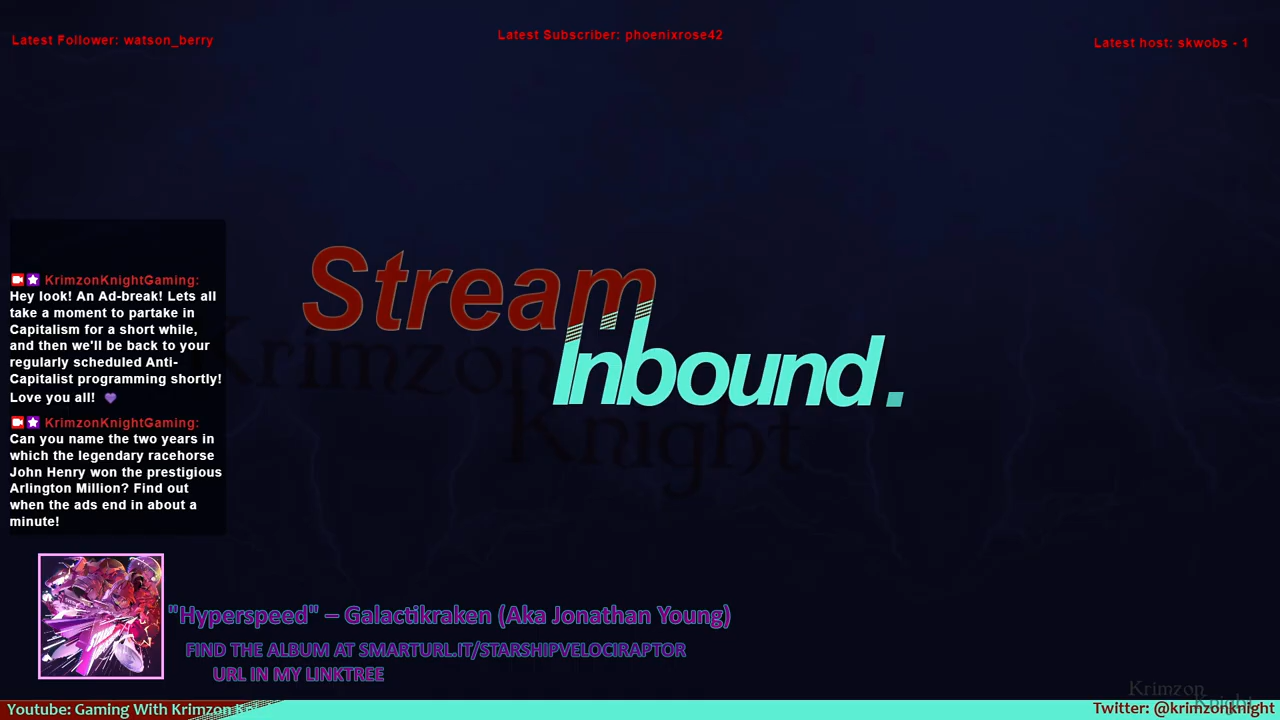 Latest Follower: watson_berry
Latest Subscriber: phoenixrose42
Latest host: skwobs - 1
Stream
Inbound.
Krimzon
Knight
KrimzonKnightGaming:
Hey look! An Ad-break! Lets all
take a moment to partake in
Capitalism for a short while,
and then we'll be back to your
regularly scheduled Anti-
Capitalist programming shortly!
Love you all!
KrimzonKnightGaming:
Can you name the two years in
which the legendary racehorse
John Henry won the prestigious
Arlington Million? Find out
when the ads end in about a
minute!
"Hyperspeed" – Galactikraken (Aka Jonathan Young)
FIND THE ALBUM AT SMARTURL.IT/STARSHIPVELOCIRAPTOR
URL IN MY LINKTREE
Krimzon
Knight
Youtube: Gaming With Krimzon
Twitter: @krimzonknight